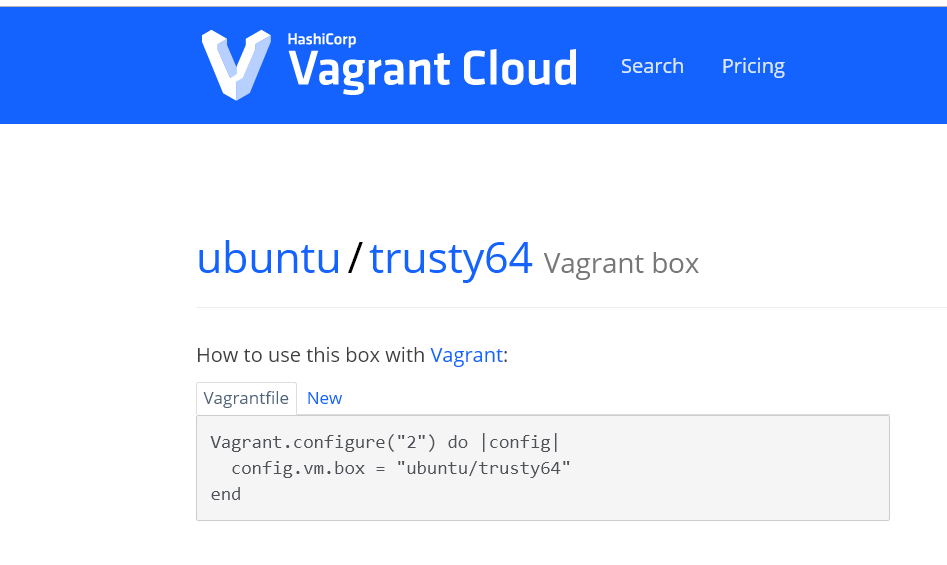 HashiCorp
Vagrant Cloud
Search
Pricing
ubuntu/trusty64 Vagrant box
How to use this box with Vagrant:
Vagrantfile
New
Vagrant.configure("2") do |config|
  config.vm.box = "ubuntu/trusty64"
end